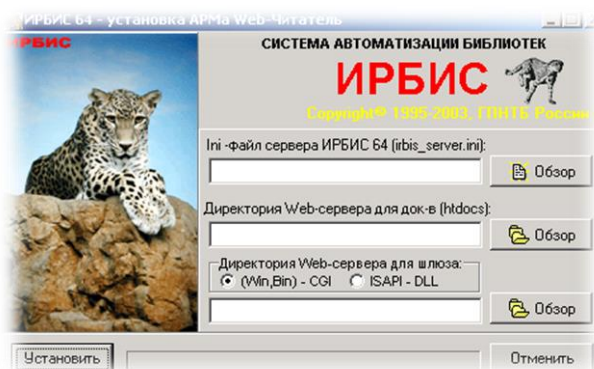 ИРБИС 64 - установка АРМа Web-Читатель
ИРБИС
СИСТЕМА АВТОМАТИЗАЦИИ БИБЛИОТЕК
ИРБИС
Copyright© 1995-2003, ГПНТБ России
Ini -файл сервера ИРБИС 64 (irbis_server.ini):
Обзор
Директория Web-сервера для док-в (htdocs):
Обзор
Директория Web-сервера для шлюза:
(Win,Bin) - CGI ISAPI - DLL
Обзор
Установить Отменить